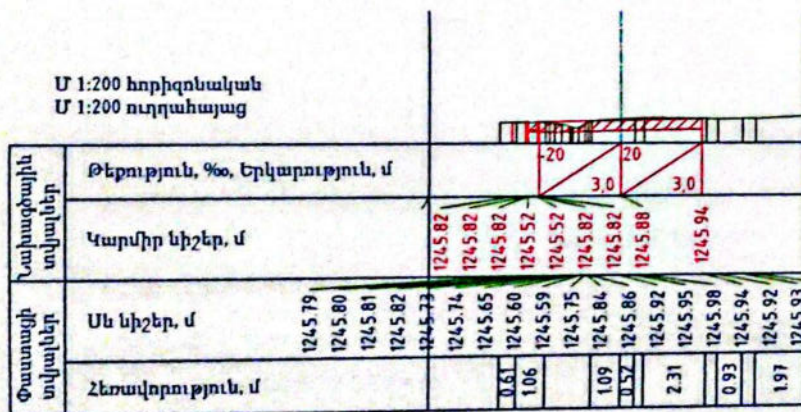 Մ 1:200 հորիզոնական
Մ 1:200 ուղղահայաց
Նախագծային տվյալներ
Թեքություն, ‰, Երկարություն, մ
-20 20
3,0 3,0
Կարմիր նիշեր, մ
1245.82 1245.82 1245.82 1245.52 1245.52 1245.82 1245.82 1245.88 1245.94
Փաստացի տվյալներ
Սև նիշեր, մ
1245.79 1245.80 1245.81 1245.82 1245.73 1245.74 1245.65 1245.60 1245.59 1245.75 1245.84 1245.86 1245.92 1245.95 1245.98 1245.94 1245.92 1245.93
Հեռավորություն, մ
0.61 1.06 1.09 0.52 2.31 0.93 1.97